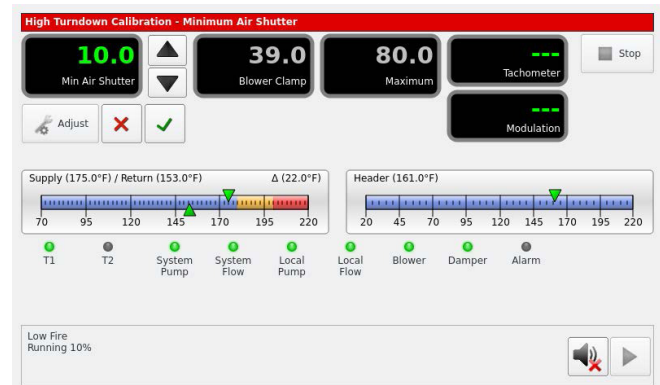 High Turndown Calibration - Minimum Air Shutter
10.0
Min Air Shutter
39.0
Blower Clamp
80.0
Maximum
---
Tachometer
Stop
Adjust
---
Modulation
Supply (175.0°F) / Return (153.0°F) Δ (22.0°F)
70 95 120 145 170 195 220
Header (161.0°F)
20 45 70 95 120 145 170 195 220
T1
T2
System
Pump
System
Flow
Local
Pump
Local
Flow
Blower
Damper
Alarm
Low Fire
Running 10%